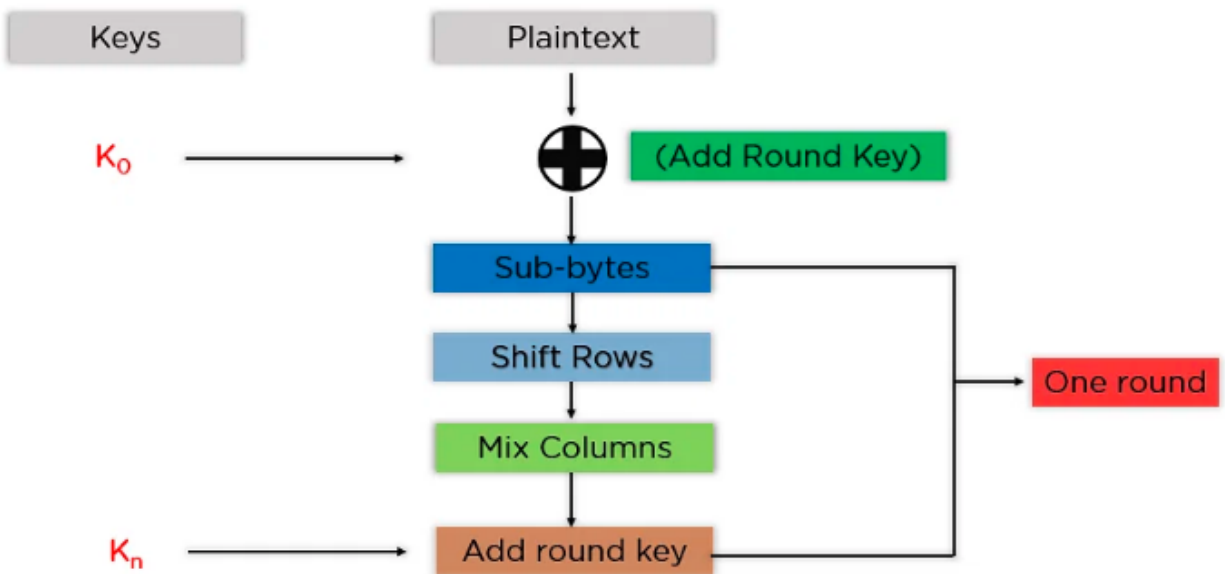 Keys
Plaintext
K₀
(Add Round Key)
Sub-bytes
Shift Rows
One round
Mix Columns
Kₙ
Add round key